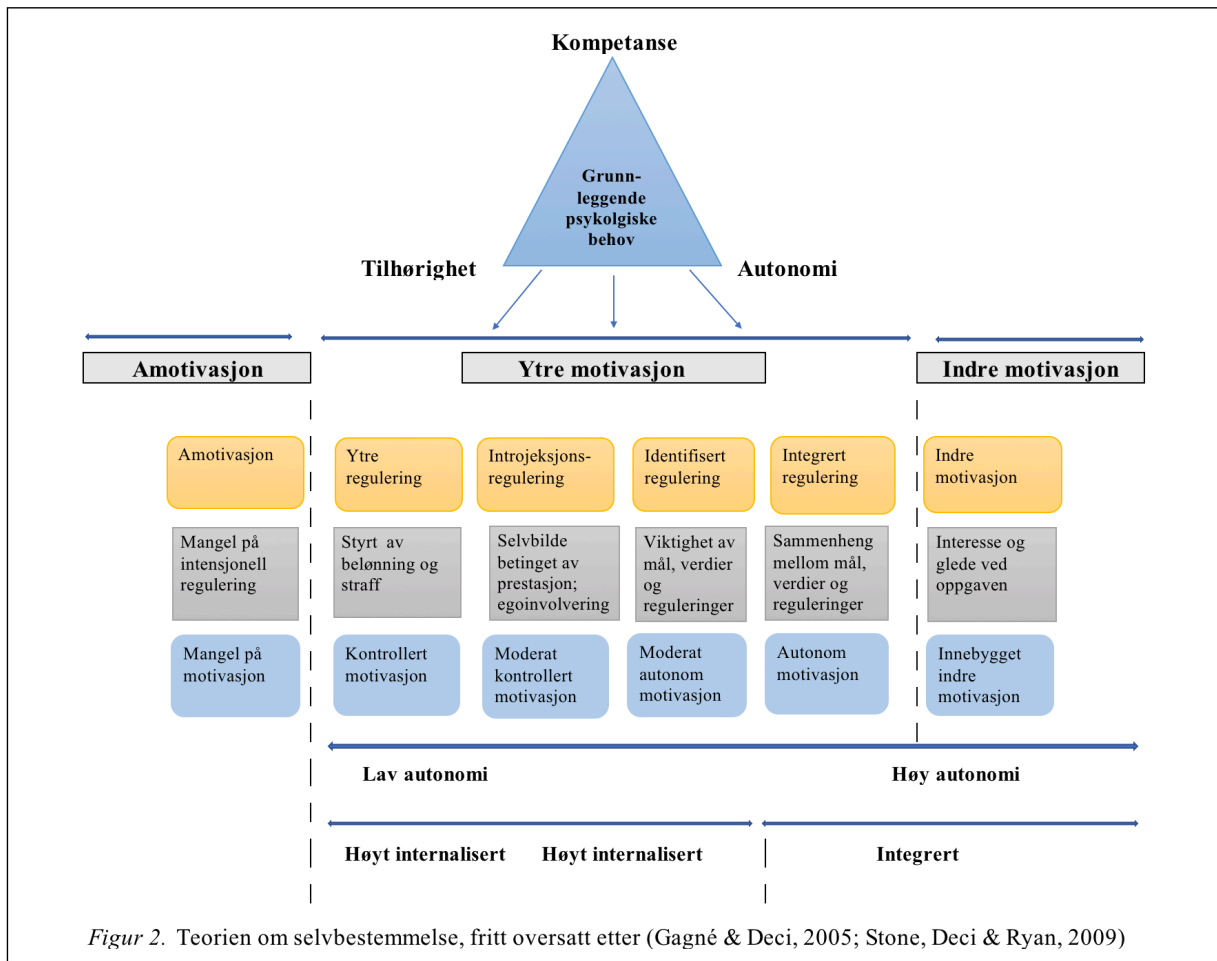 Kompetanse
Grunn-
leggende
psykolgiske
behov
Tilhørighet
Autonomi
Amotivasjon
Ytre motivasjon
Indre motivasjon
Amotivasjon
Ytre
regulering
Introjeksjons-
regulering
Identifisert
regulering
Integrert
regulering
Indre
motivasjon
Mangel på
intensjonell
regulering
Styrt av
belønning og
straff
Selvbilde
betinget av
prestasjon;
egoinvolvering
Viktighet av
mål, verdier
og
reguleringer
Sammenheng
mellom mål,
verdier og
reguleringer
Interesse og
glede ved
oppgaven
Mangel på
motivasjon
Kontrollert
motivasjon
Moderat
kontrollert
motivasjon
Moderat
autonom
motivasjon
Autonom
motivasjon
Innebygget
indre
motivasjon
Lav autonomi
Høy autonomi
Høyt internalisert
Høyt internalisert
Integrert
Figur 2. Teorien om selvbestemmelse, fritt oversatt etter (Gagné & Deci, 2005; Stone, Deci & Ryan, 2009)